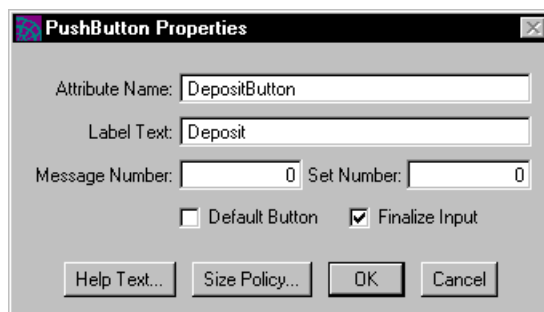 PushButton Properties
Attribute Name: DepositButton
Label Text: Deposit
Message Number: 0 Set Number: 0
Default Button Finalize Input
Help Text... Size Policy... OK Cancel